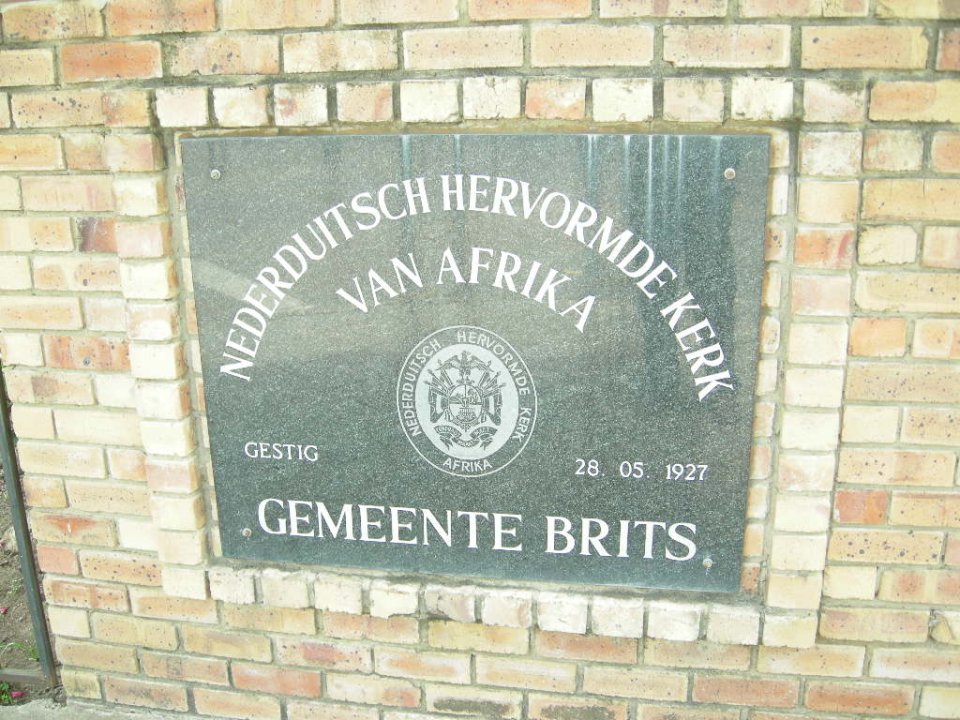 NEDERDUITSCH HERVORMDE KERK
VAN AFRIKA
NEDERDUITSCH HERVORMDE KERK
AFRIKA
GESTIG
28. 05. 1927
GEMEENTE BRITS